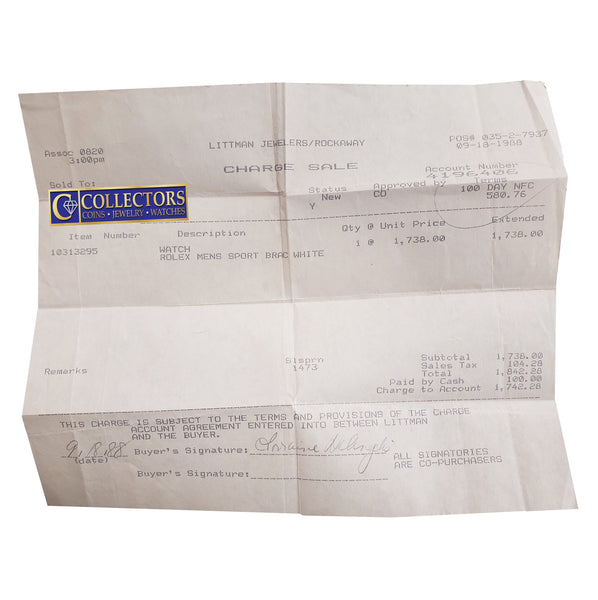 POS# 035-2-7937
LITTMAN JEWELERS/ROCKAWAY
09-18-1988
Assoc 0820
3:00pm
CHARGE SALE
Account Number
4196406
Sold To:
Status Approved by Terms
New CD 100 DAY NFC
Y 580.76
COLLECTORS
COINS • JEWELRY • WATCHES
Item Number Description Qty @ Unit Price Extended
10313295 WATCH 1 @ 1,738.00 1,738.00
ROLEX MENS SPORT BRAC WHITE
Remarks
Slsprn
1473
Subtotal 1,738.00
Sales Tax 104.28
Total 1,842.28
Paid by Cash 100.00
Charge to Account 1,742.28
THIS CHARGE IS SUBJECT TO THE TERMS AND PROVISIONS OF THE CHARGE
ACCOUNT AGREEMENT ENTERED INTO BETWEEN LITTMAN
AND THE BUYER.
9/18/88
(date)
Buyer's Signature: Lorraine
Buyer's Signature:
ALL SIGNATORIES
ARE CO-PURCHASERS